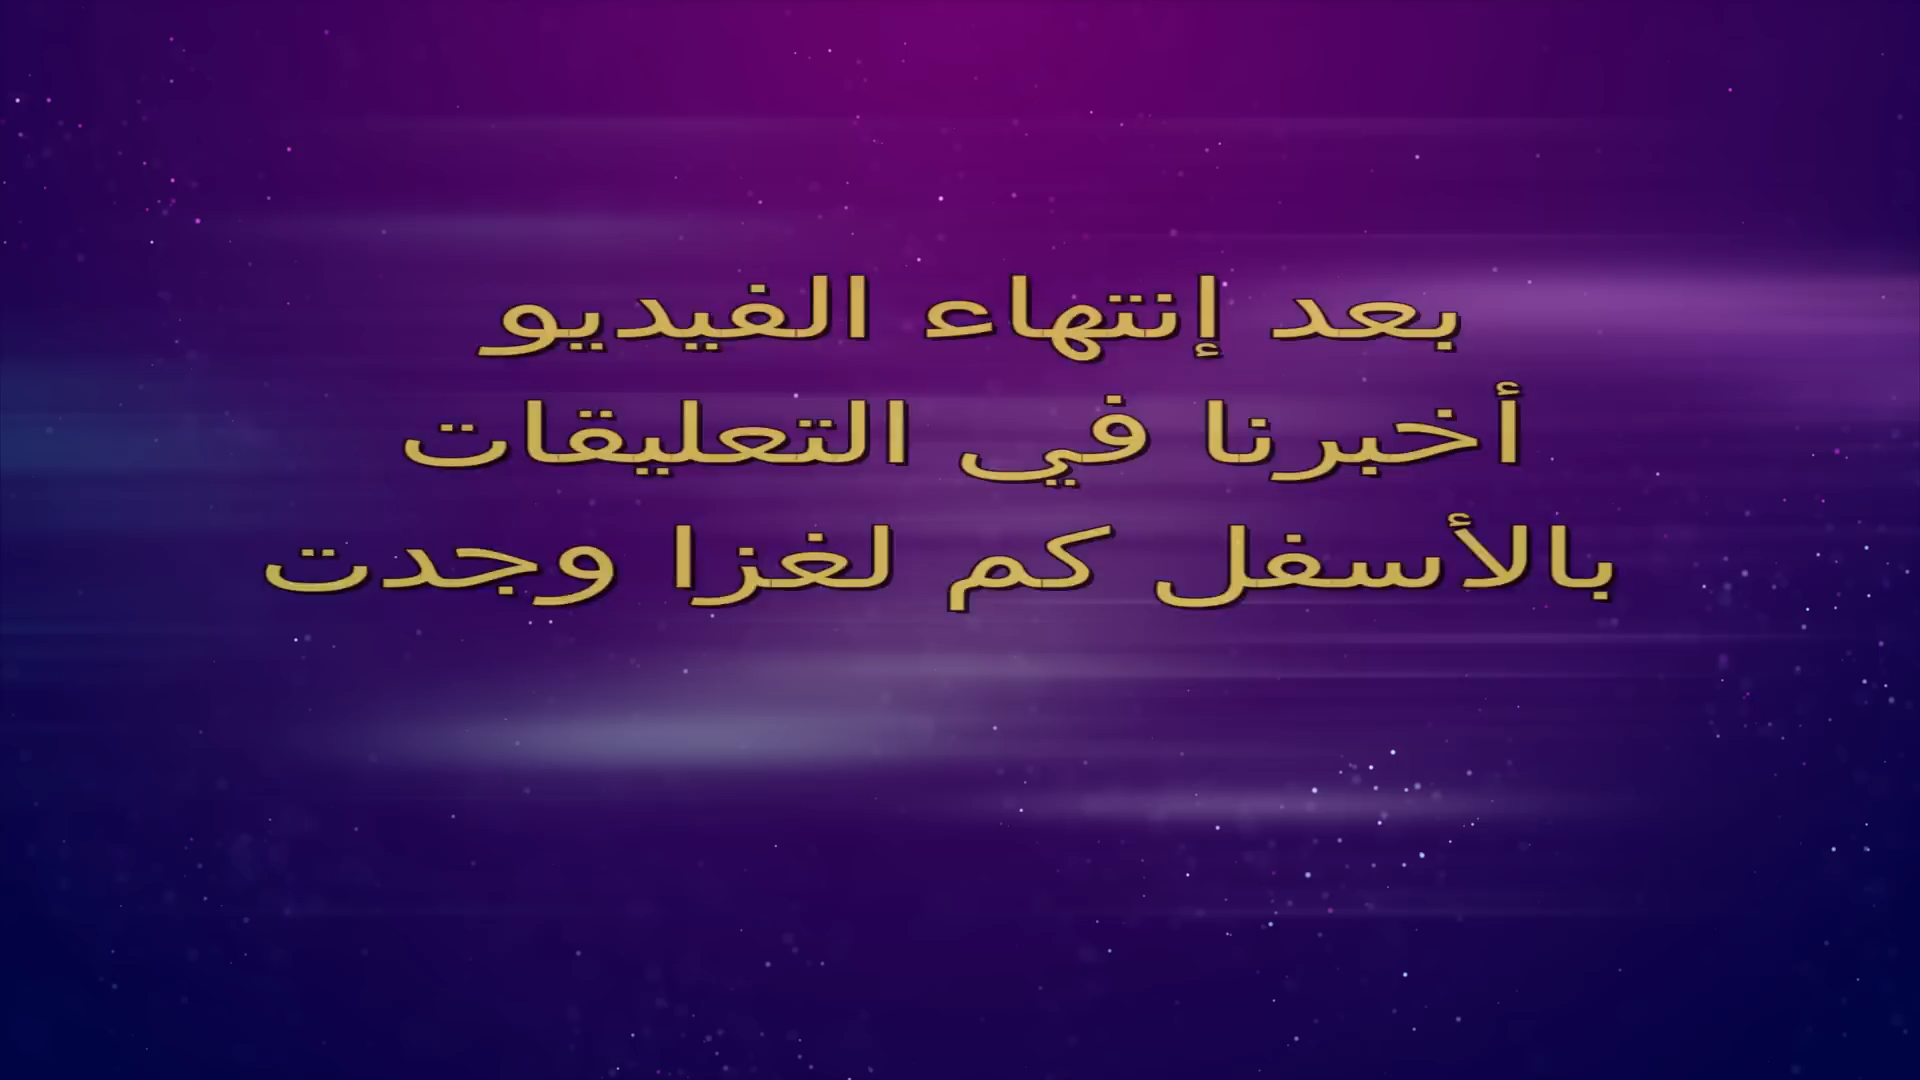 بعد إنتهاء الفيديو
أخبرنا في التعليقات
بالأسفل كم لغزا وجدت